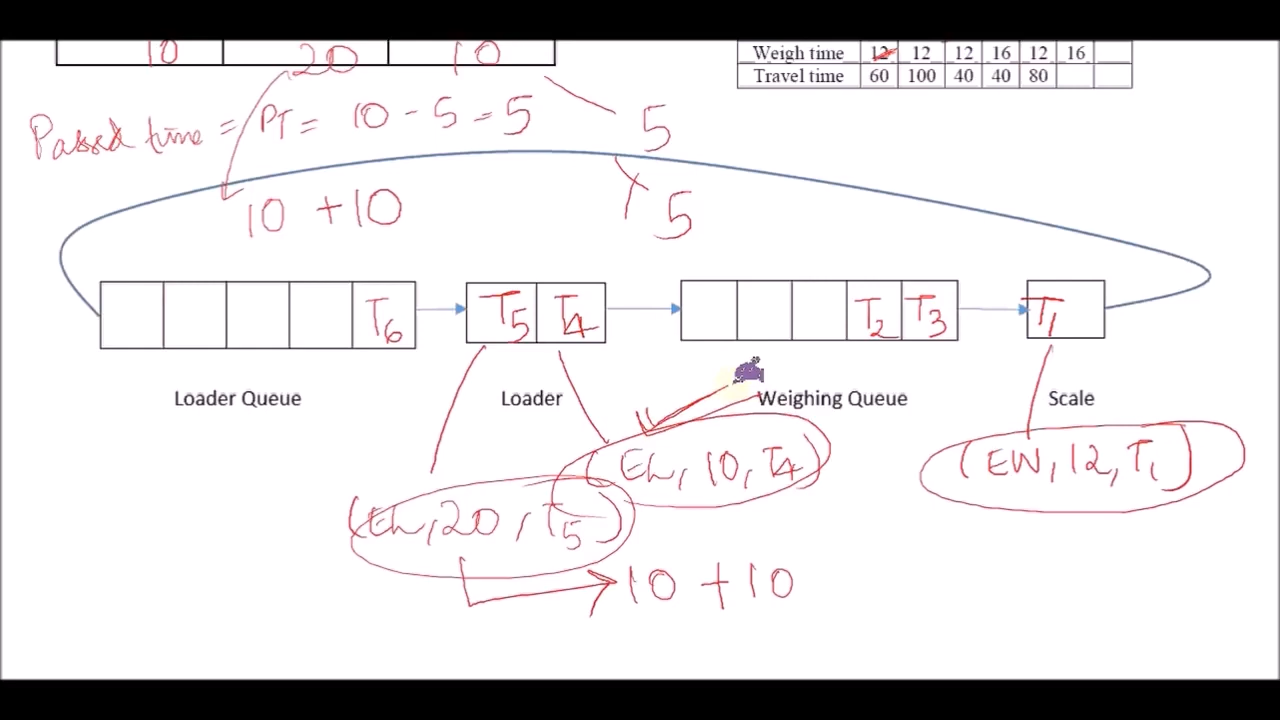 10 20 10
Weigh time 12 12 12 16 12 16
Travel time 60 100 40 40 80
Passed time = PT = 10 - 5 = 5
5
10 + 10
5
T6 T5 T4 T2 T3 T1
Loader Queue Loader Weighing Queue Scale
(EL, 10, T4)
(EW, 12, T1)
(EL, 20, T5)
10 + 10